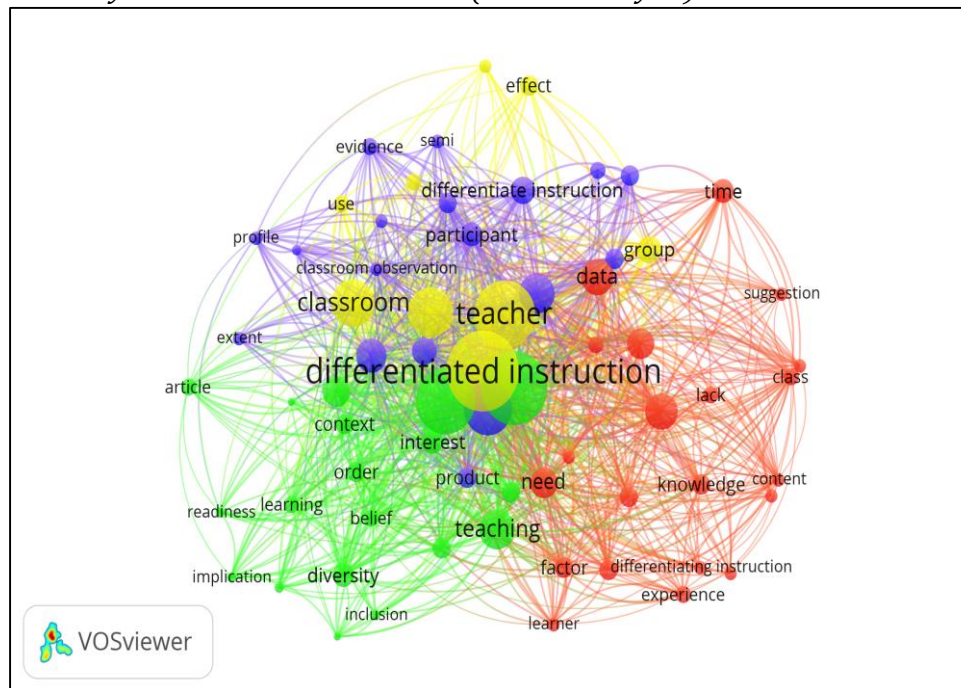 effect
evidence
semi
differentiate instruction
time
use
profile
participant
group
classroom observation
data
classroom
teacher
suggestion
extent
differentiated instruction
class
article
lack
context
interest
order
product
need
knowledge
content
readiness
learning
belief
teaching
implication
diversity
factor
differentiating instruction
experience
inclusion
learner
VOSviewer